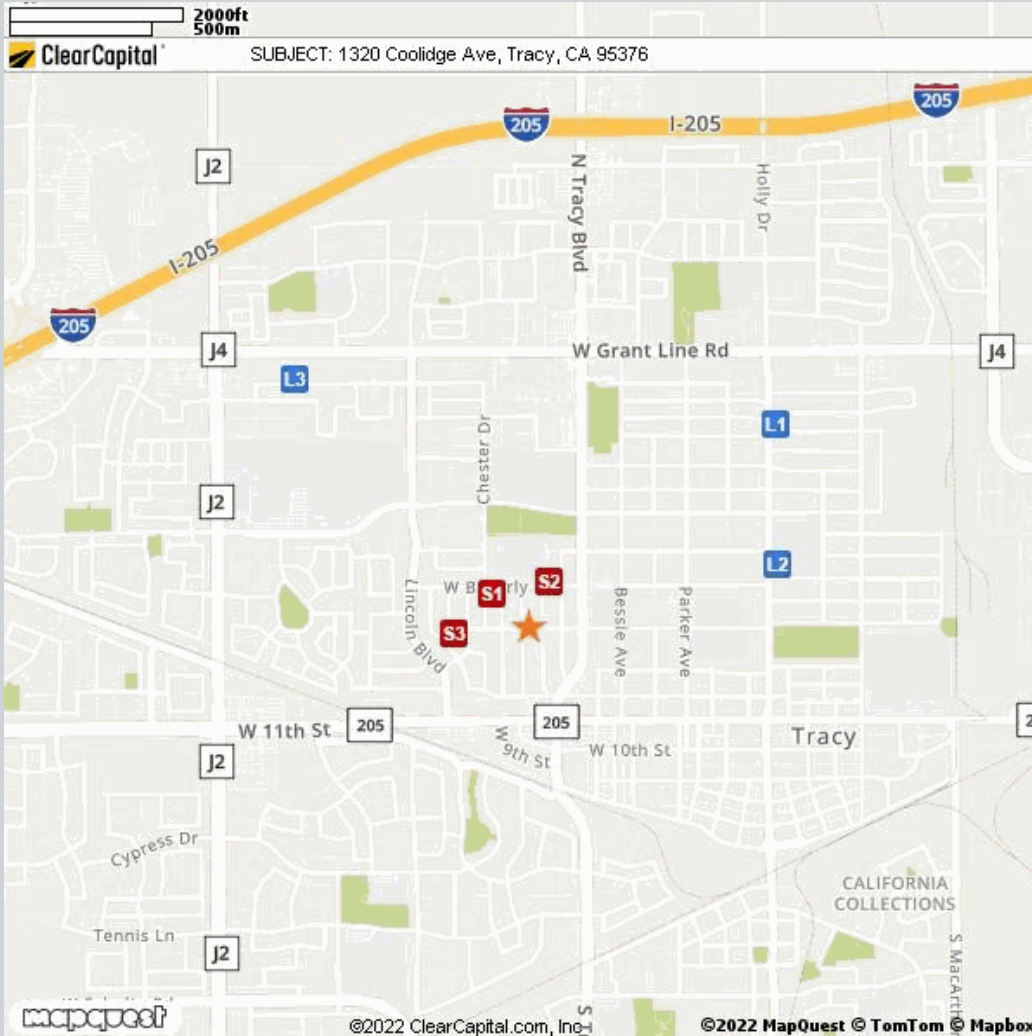 2000ft
500m
ClearCapital
SUBJECT: 1320 Coolidge Ave, Tracy, CA 95376
205
I-205
205
J2
N Tracy Blvd
Holly Dr
I-205
205
J4
W Grant Line Rd
J4
L3
L1
Chester Dr
J2
L2
W B
rly
S1
S2
S3
Lincoln Blvd
Bessie Ave
Parker Ave
W 11th St
205
205
W 9th St
W 10th St
Tracy
J2
Cypress Dr
CALIFORNIA
COLLECTIONS
Tennis Ln
J2
S MacArth
mapquest
©2022 ClearCapital.com, Inc
S T
©2022 MapQuest © TomTom © Mapbox